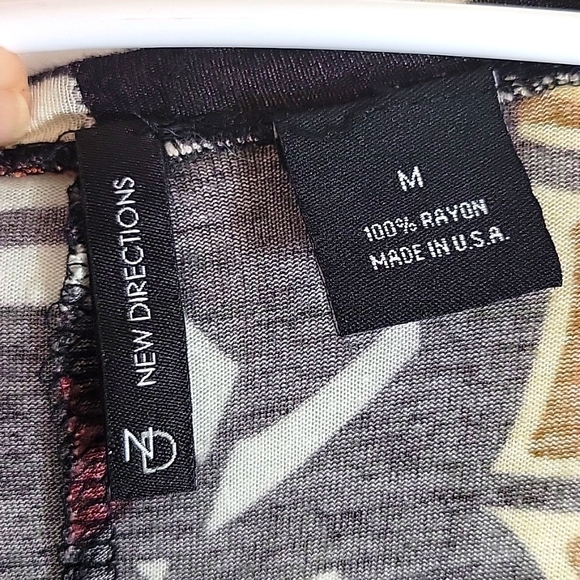 NEW DIRECTIONS
ND
M
100% RAYON
MADE IN U.S.A.